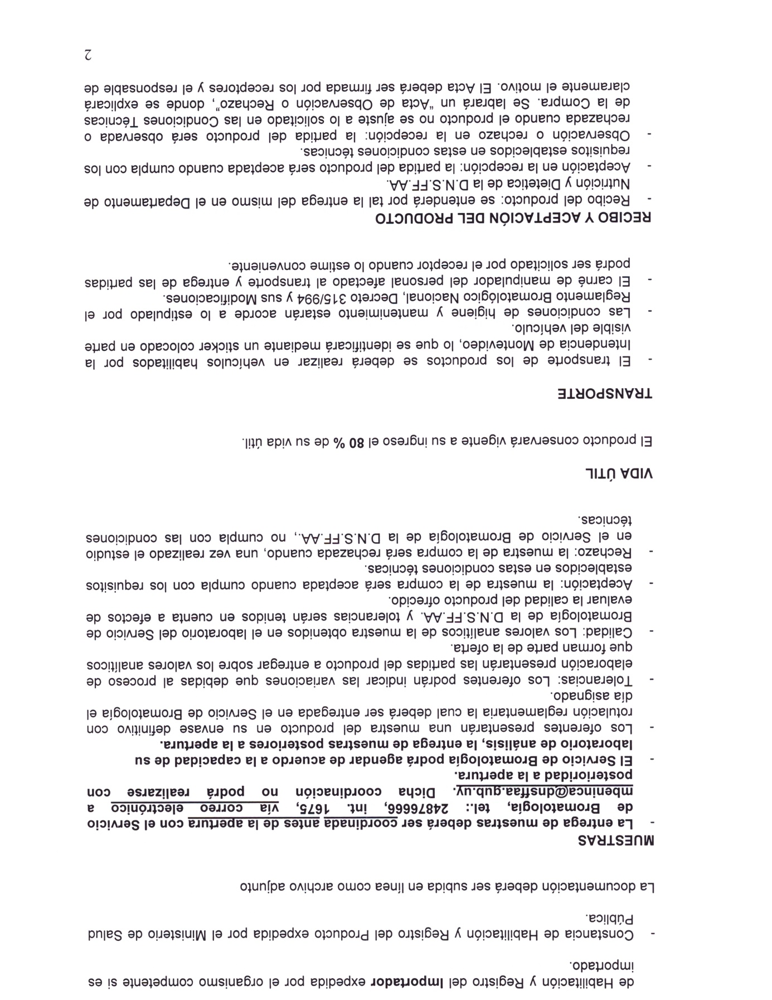 de Habilitación y Registro del Importador expedida por el organismo competente si es
importado.
- Constancia de Habilitación y Registro del Producto expedida por el Ministerio de Salud
Pública.
La documentación deberá ser subida en línea como archivo adjunto
MUESTRAS
- La entrega de muestras deberá ser coordinada antes de la apertura con el Servicio
de Bromatología, tel.: 24876666, int. 1675, vía correo electrónico a
mbeninca@dnsffaa.gub.uy. Dicha coordinación no podrá realizarse con
posterioridad a la apertura.
- El Servicio de Bromatología podrá agendar de acuerdo a la capacidad de su
laboratorio de análisis, la entrega de muestras posteriores a la apertura.
- Los oferentes presentarán una muestra del producto en su envase definitivo con
rotulación reglamentaria la cual deberá ser entregada en el Servicio de Bromatología el
día asignado.
- Tolerancias: Los oferentes podrán indicar las variaciones que debidas al proceso de
elaboración presentarán las partidas del producto a entregar sobre los valores analíticos
que forman parte de la oferta.
- Calidad: Los valores analíticos de la muestra obtenidos en el laboratorio del Servicio de
Bromatología de la D.N.S.FF.AA. y tolerancias serán tenidos en cuenta a efectos de
evaluar la calidad del producto ofrecido.
- Aceptación: la muestra de la compra será aceptada cuando cumpla con los requisitos
establecidos en estas condiciones técnicas.
- Rechazo: la muestra de la compra será rechazada cuando, una vez realizado el estudio
en el Servicio de Bromatología de la D.N.S.FF.AA., no cumpla con las condiciones
técnicas.
VIDA ÚTIL
El producto conservará vigente a su ingreso el 80 % de su vida útil.
TRANSPORTE
- El transporte de los productos se deberá realizar en vehículos habilitados por la
Intendencia de Montevideo, lo que se identificará mediante un sticker colocado en parte
visible del vehículo.
- Las condiciones de higiene y mantenimiento estarán acorde a lo estipulado por el
Reglamento Bromatológico Nacional, Decreto 315/994 y sus Modificaciones.
- El carné de manipulador del personal afectado al transporte y entrega de las partidas
podrá ser solicitado por el receptor cuando lo estime conveniente.
RECIBO Y ACEPTACIÓN DEL PRODUCTO
- Recibo del producto: se entenderá por tal la entrega del mismo en el Departamento de
Nutrición y Dietética de la D.N.S.FF.AA.
- Aceptación en la recepción: la partida del producto será aceptada cuando cumpla con los
requisitos establecidos en estas condiciones técnicas.
- Observación o rechazo en la recepción: la partida del producto será observada o
rechazada cuando el producto no se ajuste a lo solicitado en las Condiciones Técnicas
de la Compra. Se labrará un “Acta de Observación o Rechazo”, donde se explicará
claramente el motivo. El Acta deberá ser firmada por los receptores y el responsable de
2